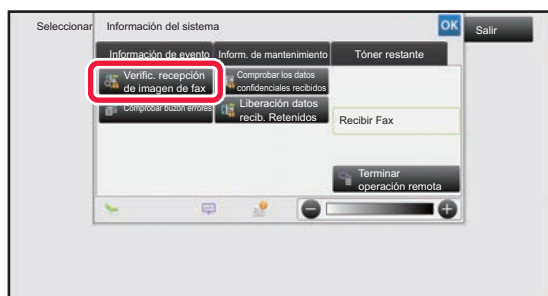 Seleccionar
Información del sistema
OK
Salir
Información de evento
Inform. de mantenimiento
Tóner restante
Verific. recepción
de imagen de fax
Comprobar los datos
confidenciales recibidos
Comprobar buzón errores
Liberación datos
recib. Retenidos
Recibir Fax
Terminar
operación remota